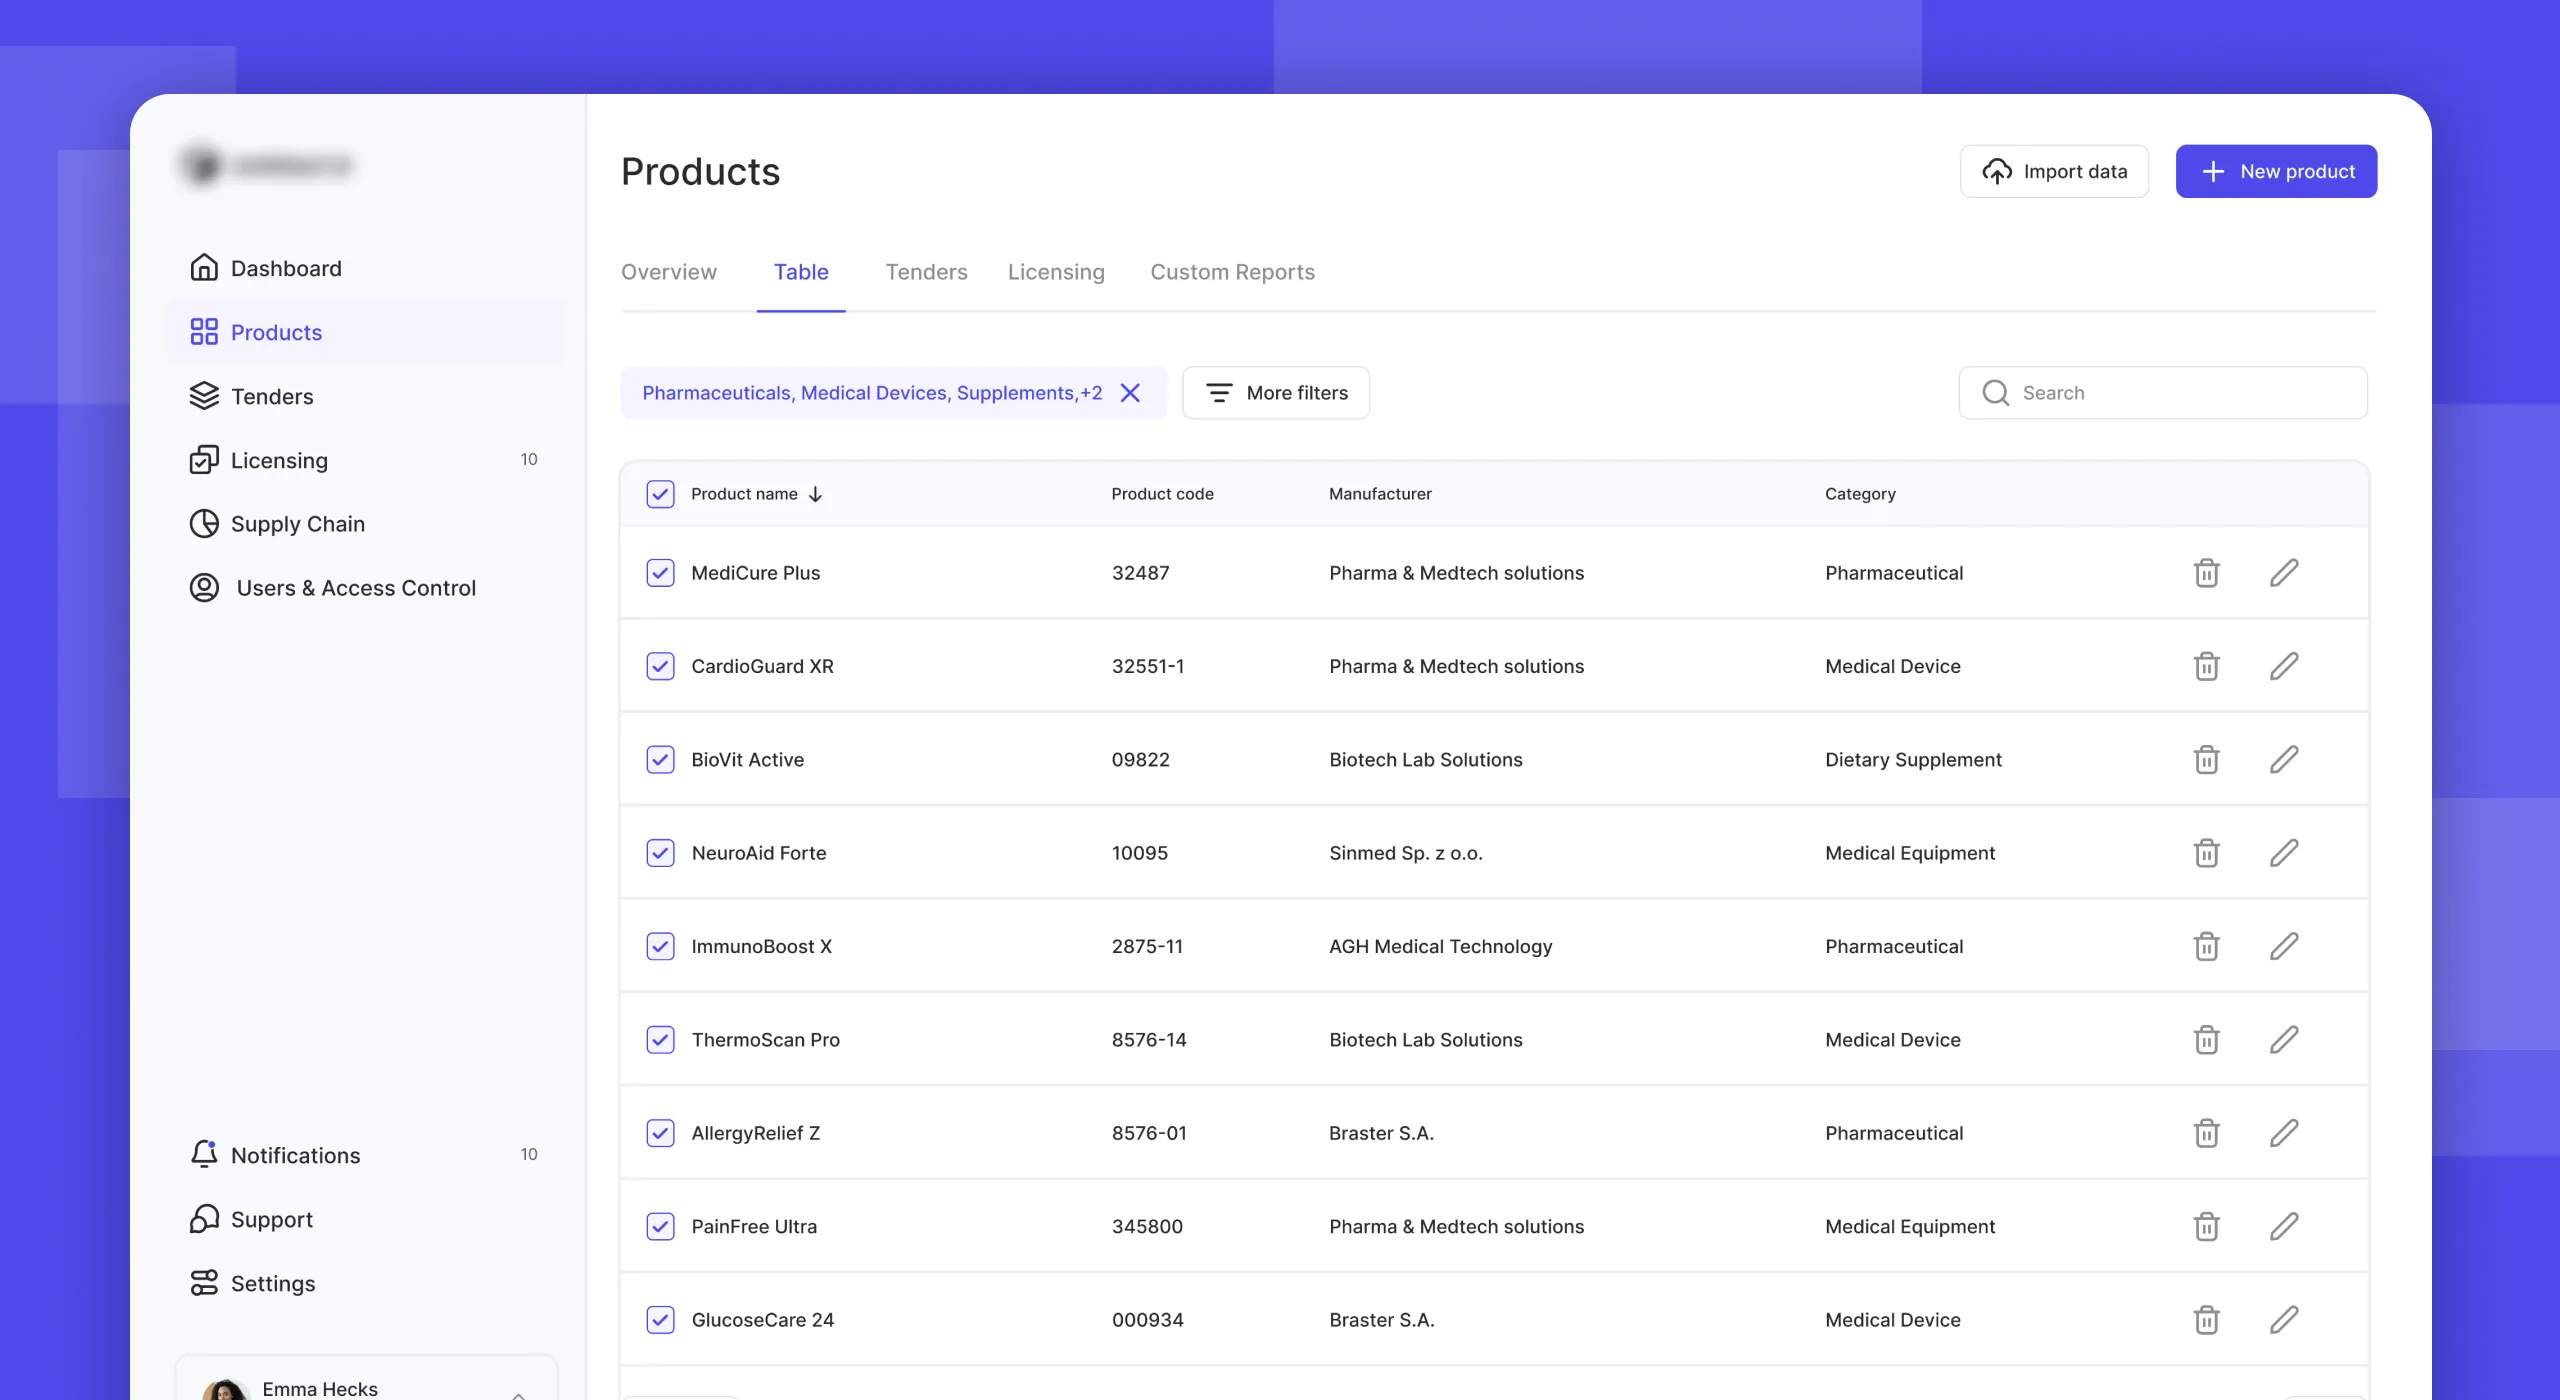 Products
Import data
New product
Dashboard
Products
Tenders
Licensing 10
Supply Chain
Users & Access Control
Notifications 10
Support
Settings
Emma Hecks
Overview Table Tenders Licensing Custom Reports
Pharmaceuticals, Medical Devices, Supplements,+2
More filters
Search
Product name Product code Manufacturer Category
MediCure Plus 32487 Pharma & Medtech solutions Pharmaceutical
CardioGuard XR 32551-1 Pharma & Medtech solutions Medical Device
BioVit Active 09822 Biotech Lab Solutions Dietary Supplement
NeuroAid Forte 10095 Sinmed Sp. z o.o. Medical Equipment
ImmunoBoost X 2875-11 AGH Medical Technology Pharmaceutical
ThermoScan Pro 8576-14 Biotech Lab Solutions Medical Device
AllergyRelief Z 8576-01 Braster S.A. Pharmaceutical
PainFree Ultra 345800 Pharma & Medtech solutions Medical Equipment
GlucoseCare 24 000934 Braster S.A. Medical Device